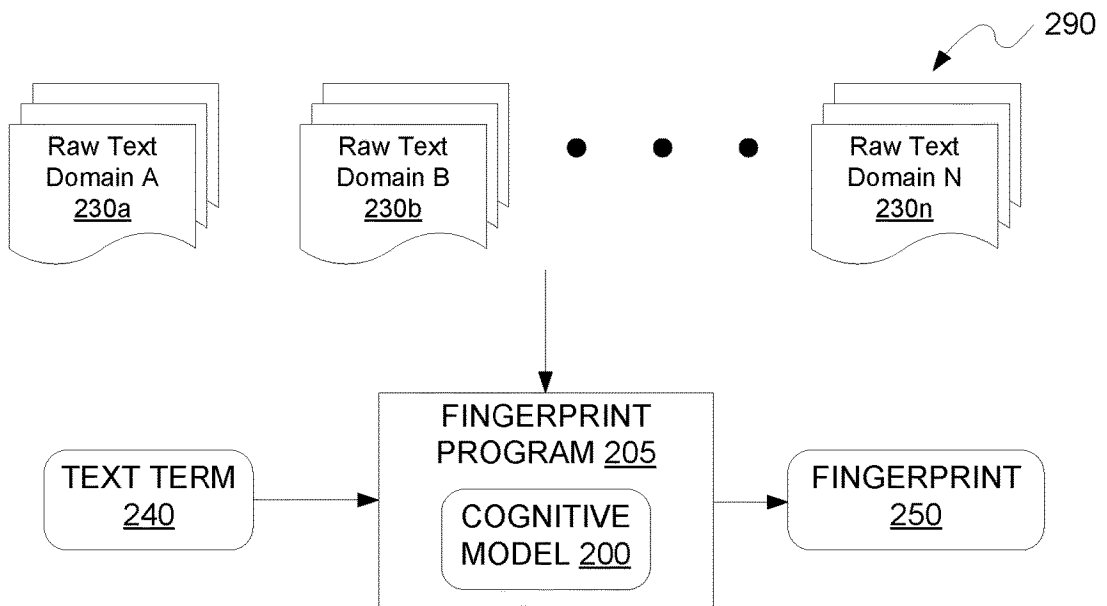 290
Raw Text
Domain A
230a
Raw Text
Domain B
230b
Raw Text
Domain N
230n
FINGERPRINT
PROGRAM 205
TEXT TERM
240
COGNITIVE
MODEL 200
FINGERPRINT
250